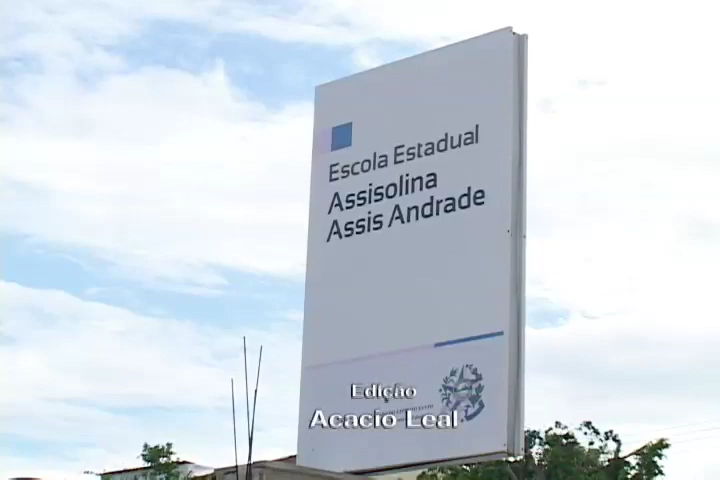 Escola Estadual
Assisolina
Assis Andrade
Edição
Acacio Leal